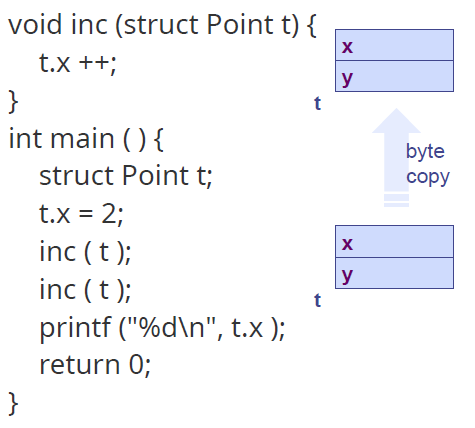 void inc (struct Point t) {
t.x ++;
}
int main ( ) {
struct Point t;
t.x = 2;
inc ( t );
inc ( t );
printf ("%d\n", t.x );
return 0;
}
x
y
t
byte
copy
x
y
t